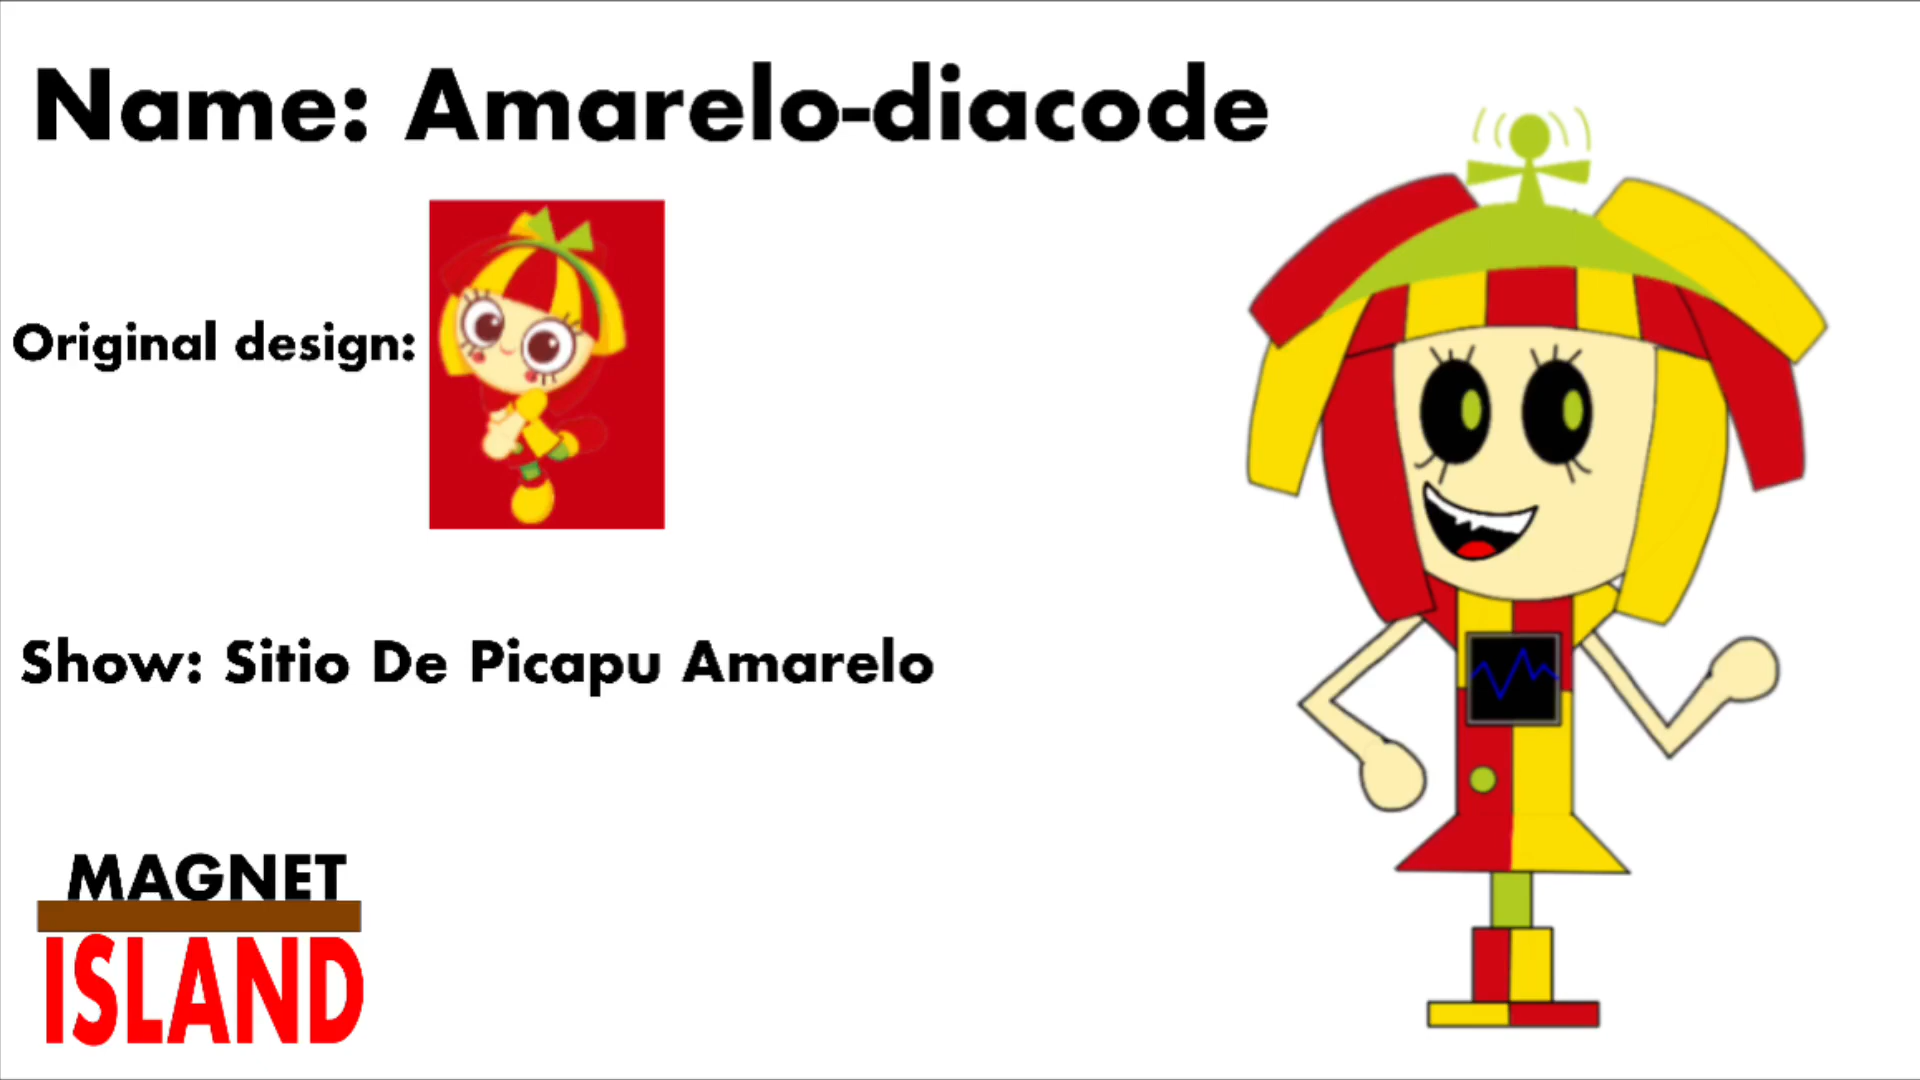 Name: Amarelo-diacode
Original design:
Show: Sitio De Picapu Amarelo
MAGNET
ISLAND